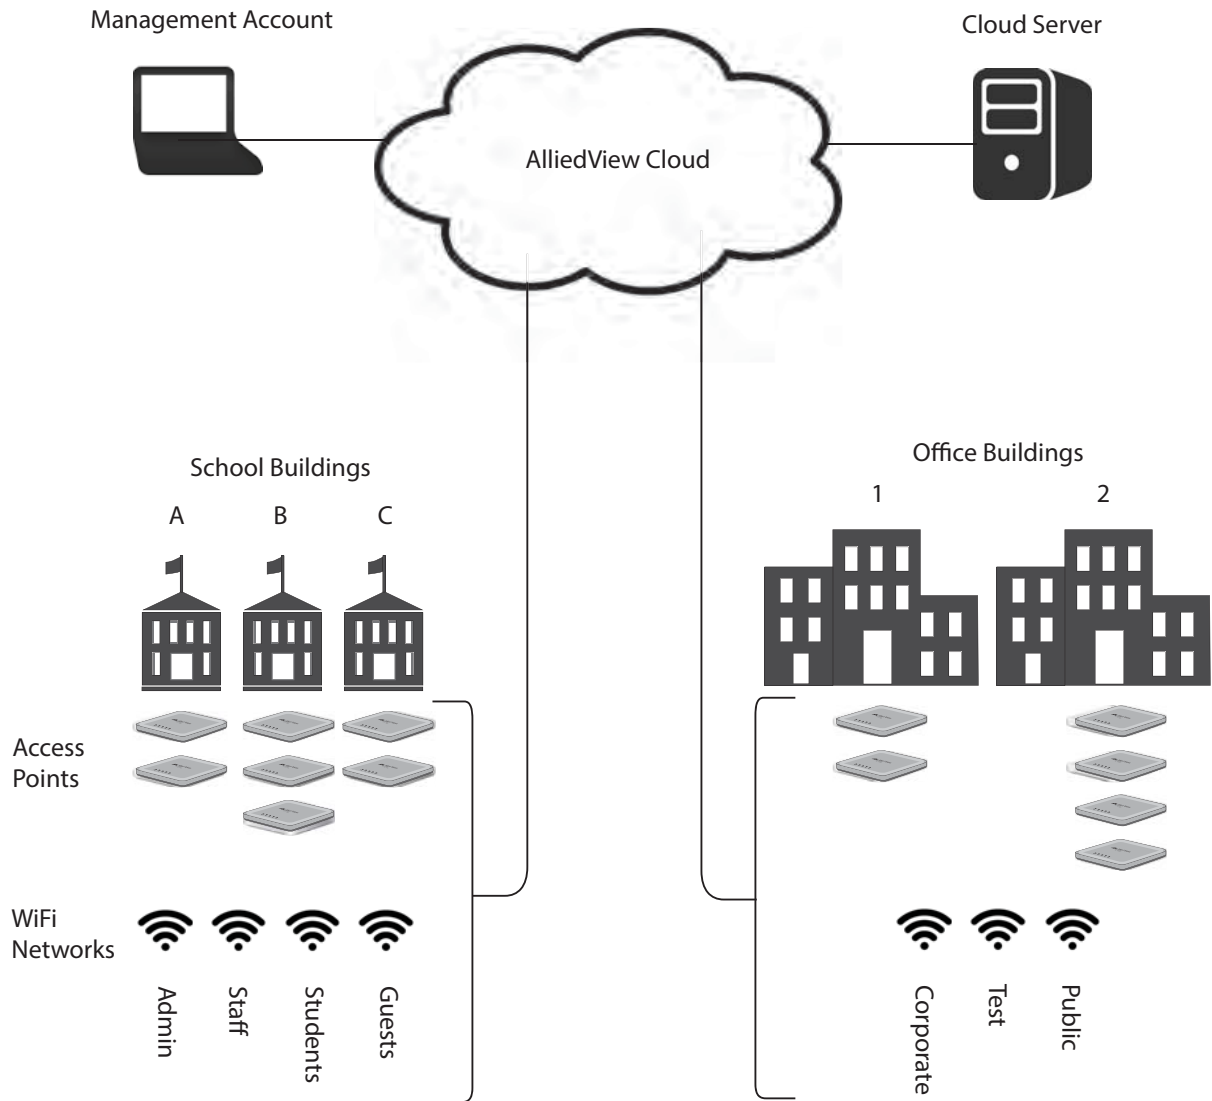 Management Account
Cloud Server
AlliedView Cloud
School Buildings
A B C
Office Buildings
1 2
Access
Points
WiFi
Networks
Admin
Staff
Students
Guests
Corporate
Test
Public